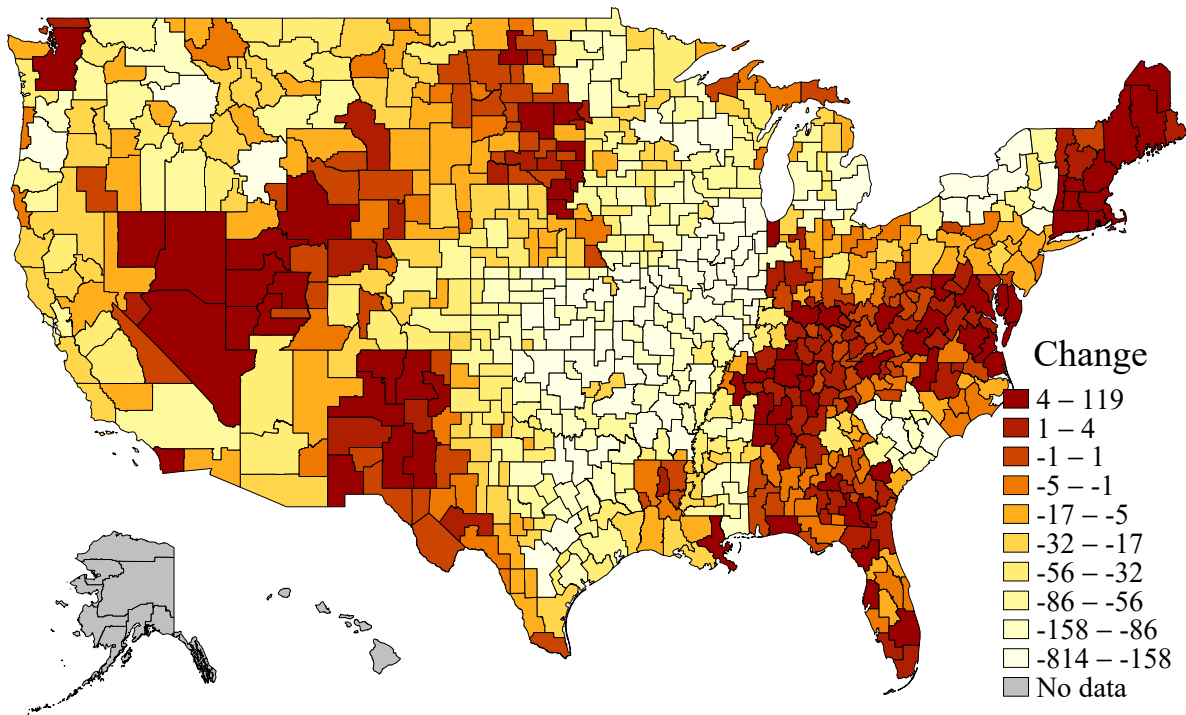 Change
4 – 119
1 – 4
-1 – 1
-5 – -1
-17 – -5
-32 – -17
-56 – -32
-86 – -56
-158 – -86
-814 – -158
No data